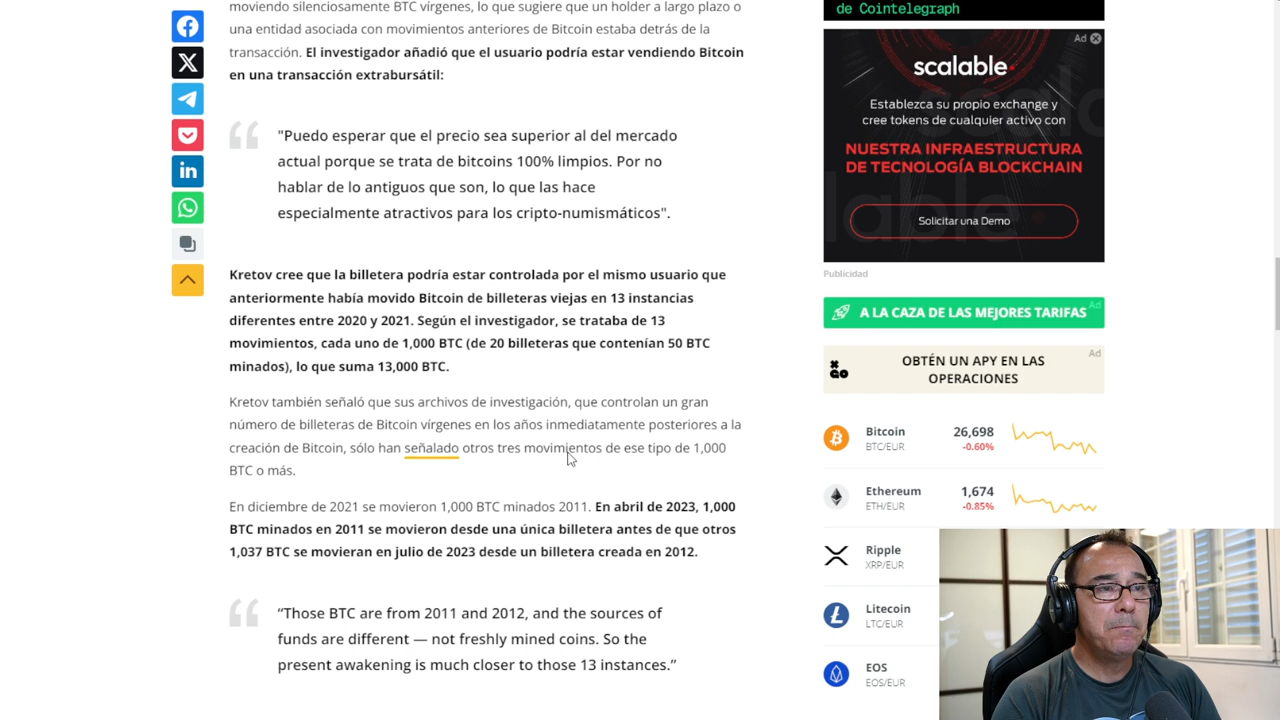 moviendo silenciosamente BTC vírgenes, lo que sugiere que un holder a largo plazo o
una entidad asociada con movimientos anteriores de Bitcoin estaba detrás de la
transacción. El investigador añadió que el usuario podría estar vendiendo Bitcoin
en una transacción extrabursátil:
"Puedo esperar que el precio sea superior al del mercado
actual porque se trata de bitcoins 100% limpios. Por no
hablar de lo antiguos que son, lo que las hace
especialmente atractivos para los cripto-numismáticos".
Kretov cree que la billetera podría estar controlada por el mismo usuario que
anteriormente había movido Bitcoin de billeteras viejas en 13 instancias
diferentes entre 2020 y 2021. Según el investigador, se trataba de 13
movimientos, cada uno de 1,000 BTC (de 20 billeteras que contenían 50 BTC
minados), lo que suma 13,000 BTC.
Kretov también señaló que sus archivos de investigación, que controlan un gran
número de billeteras de Bitcoin vírgenes en los años inmediatamente posteriores a la
creación de Bitcoin, sólo han señalado otros tres movimientos de ese tipo de 1,000
BTC o más.
En diciembre de 2021 se movieron 1,000 BTC minados 2011. En abril de 2023, 1,000
BTC minados en 2011 se movieron desde una única billetera antes de que otros
1,037 BTC se movieran en julio de 2023 desde un billetera creada en 2012.
“Those BTC are from 2011 and 2012, and the sources of
funds are different — not freshly mined coins. So the
present awakening is much closer to those 13 instances.”
de Cointelegraph
Ad
scalable
Establezca su propio exchange y
cree tokens de cualquier activo con
NUESTRA INFRAESTRUCTURA
DE TECNOLOGÍA BLOCKCHAIN
Solicitar una Demo
Publicidad
A LA CAZA DE LAS MEJORES TARIFAS
Ad
OBTÉN UN APY EN LAS
OPERACIONES
Ad
Bitcoin 26,698
BTC/EUR -0.60%
Ethereum 1,674
ETH/EUR -0.85%
Ripple
XRP/EUR
Litecoin
LTC/EUR
EOS
EOS/EUR